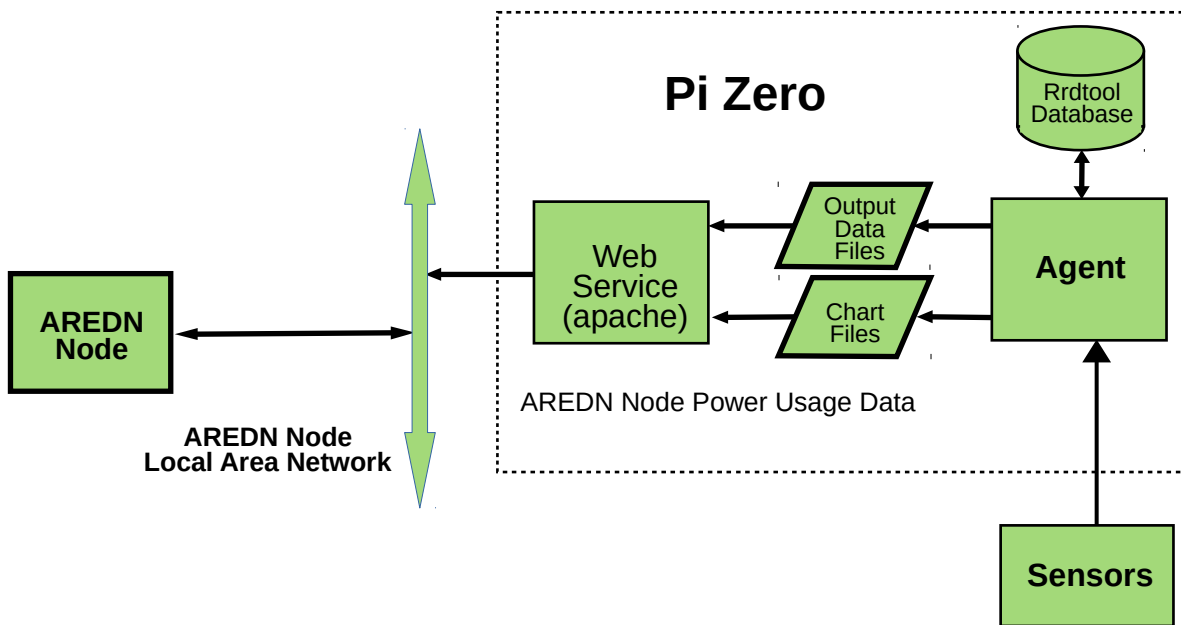 Pi Zero
Rrdtool
Database
Output
Data
Files
Web
Service
(apache)
Agent
Chart
Files
AREDN
Node
AREDN Node Power Usage Data
AREDN Node
Local Area Network
Sensors